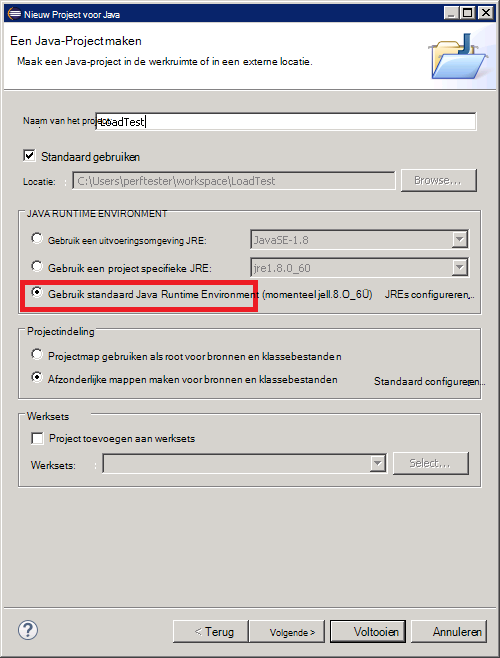 Nieuw Project voor Java
Een Java-Project maken
Maak een Java-project in de werkruimte of in een externe locatie.
Naam van het project: LoadTest
Standaard gebruiken
Locatie: C:\Users\perftester\workspace\LoadTest Browse...
JAVA RUNTIME ENVIRONMENT
Gebruik een uitvoeringsomgeving JRE: JavaSE-1.8
Gebruik een project specifieke JRE: jre1.8.0_60
Gebruik standaard Java Runtime Environment (momenteel jell.8.O_6Ü) JREs configureren...
Projectindeling
Projectmap gebruiken als root voor bronnen en klassebestanden
Afzonderlijke mappen maken voor bronnen en klassebestanden Standaard configureren...
Werksets
Project toevoegen aan werksets
Werksets: Select...
? < Terug Volgende > Voltooien Annuleren